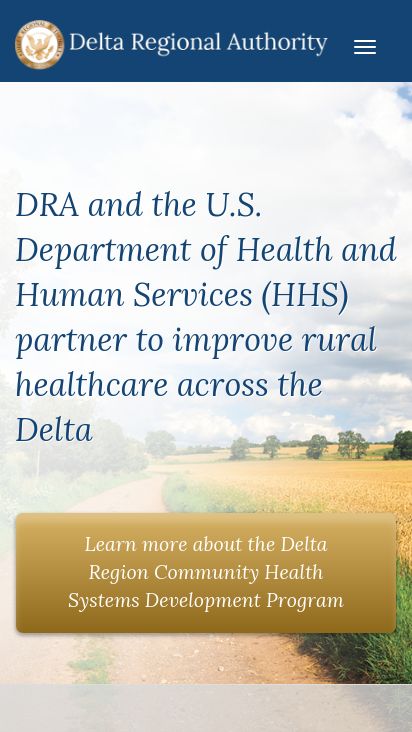 Delta Regional Authority
DRA and the U.S.
Department of Health and
Human Services (HHS)
partner to improve rural
healthcare across the
Delta
Learn more about the Delta
Region Community Health
Systems Development Program